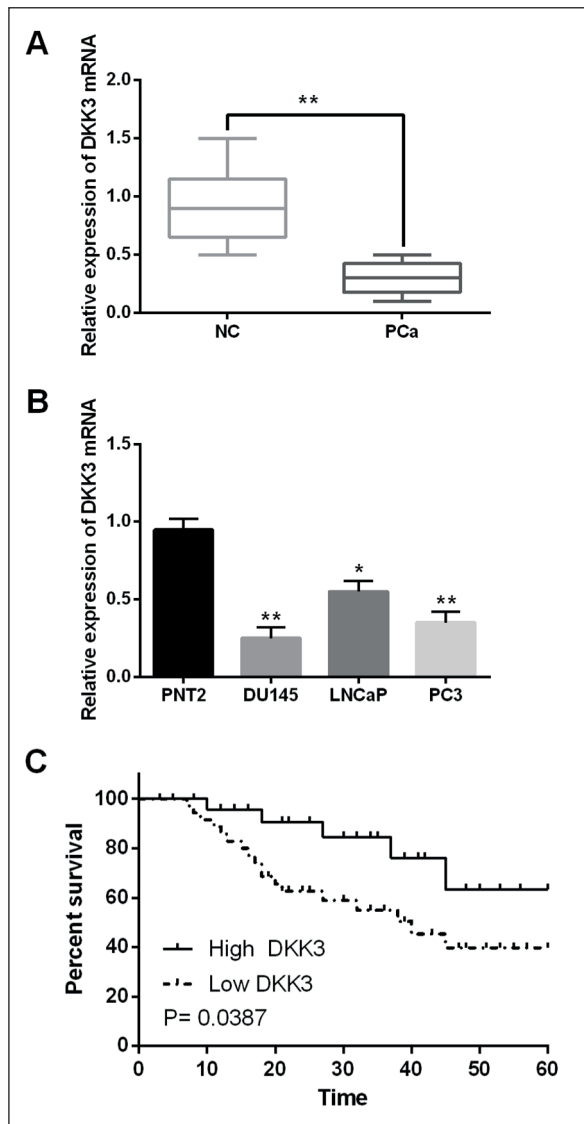 A
Relative expression of DKK3 mRNA
2.0
1.5
1.0
0.5
0.0
**
NC PCa
B
Relative expression of DKK3 mRNA
1.5
1.0
0.5
0.0
** * **
PNT2 DU145 LNCaP PC3
C
Percent survival
100
80
60
40
20
0
High DKK3
Low DKK3
P= 0.0387
0 10 20 30 40 50 60
Time